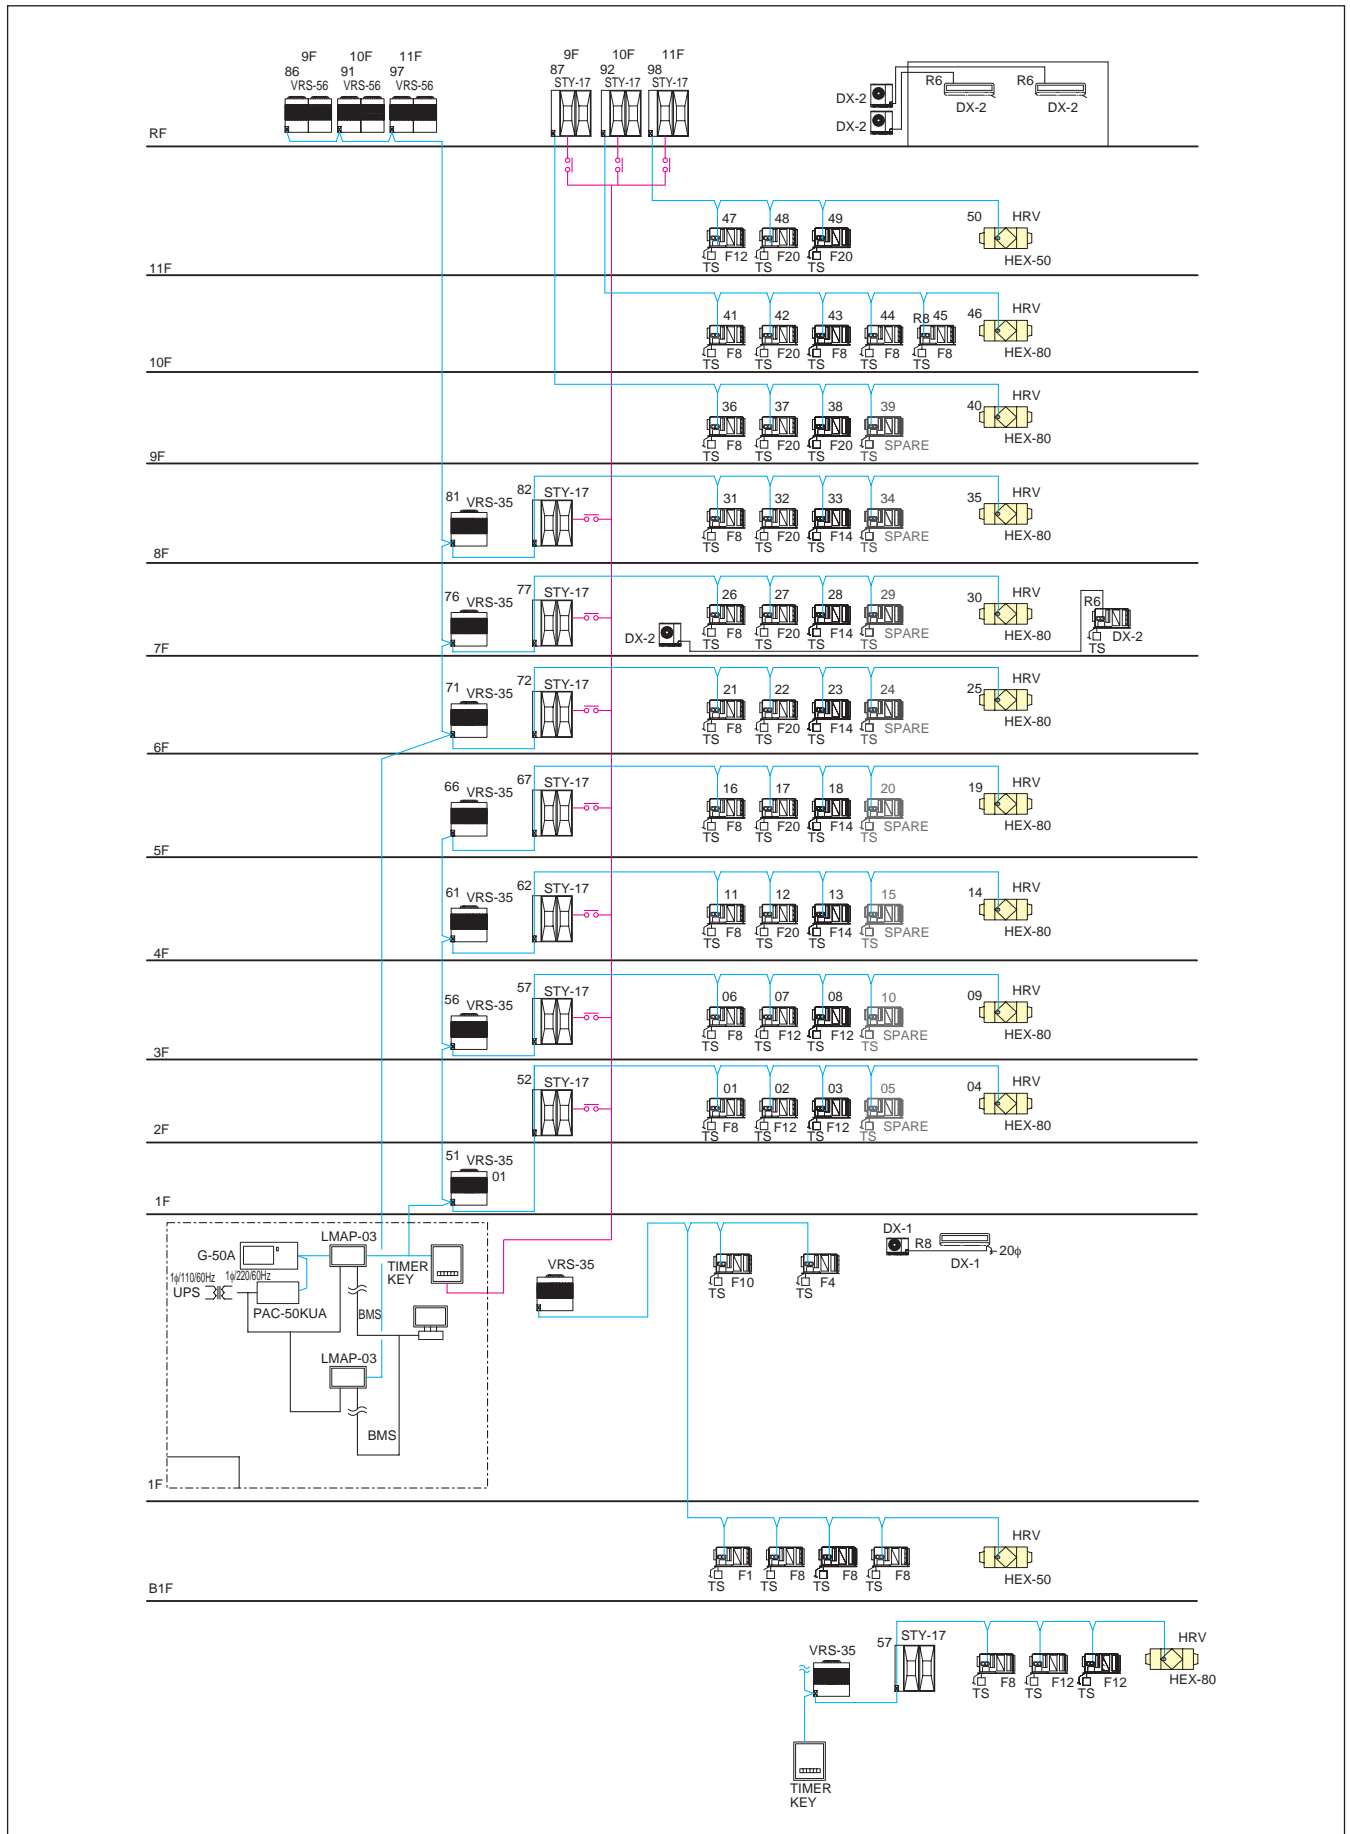 9F 10F 11F
86 91 97
VRS-56 VRS-56 VRS-56
9F 10F 11F
87 92 98
STY-17 STY-17 STY-17
R6 R6
DX-2 DX-2 DX-2
DX-2
RF
47 48 49 50 HRV
F12 F20 F20 HEX-50
TS TS TS
11F
41 42 43 44 R8 45 46 HRV
F8 F20 F8 F8 F8 HEX-80
TS TS TS TS TS
10F
36 37 38 39 40 HRV
F8 F20 F20 SPARE HEX-80
TS TS TS TS
9F
81 VRS-35 82 STY-17 31 32 33 34 35 HRV
F8 F20 F14 SPARE HEX-80
TS TS TS TS
8F
76 VRS-35 77 STY-17 26 27 28 29 30 HRV R6
DX-2 F8 F20 F14 SPARE HEX-80 DX-2
TS TS TS TS TS
7F
71 VRS-35 72 STY-17 21 22 23 24 25 HRV
F8 F20 F14 SPARE HEX-80
TS TS TS TS
6F
66 VRS-35 67 STY-17 16 17 18 20 19 HRV
F8 F20 F14 SPARE HEX-80
TS TS TS TS
5F
61 VRS-35 62 STY-17 11 12 13 15 14 HRV
F8 F20 F14 SPARE HEX-80
TS TS TS TS
4F
56 VRS-35 57 STY-17 06 07 08 10 09 HRV
F8 F12 F12 SPARE HEX-80
TS TS TS TS
3F
52 STY-17 01 02 03 05 04 HRV
F8 F12 F12 SPARE HEX-80
TS TS TS TS
2F
51 VRS-35
01
1F
G-50A LMAP-03 TIMER
KEY
1φ/110/60Hz 1φ/220/60Hz
UPS PAC-50KUA BMS
LMAP-03
BMS
VRS-35 F10 F4
TS TS
DX-1 R8 DX-1 20φ
1F
HRV
F1 F8 F8 F8 HEX-50
TS TS TS TS
B1F
VRS-35 57 STY-17 HRV
F8 F12 F12 HEX-80
TS TS TS
TIMER
KEY